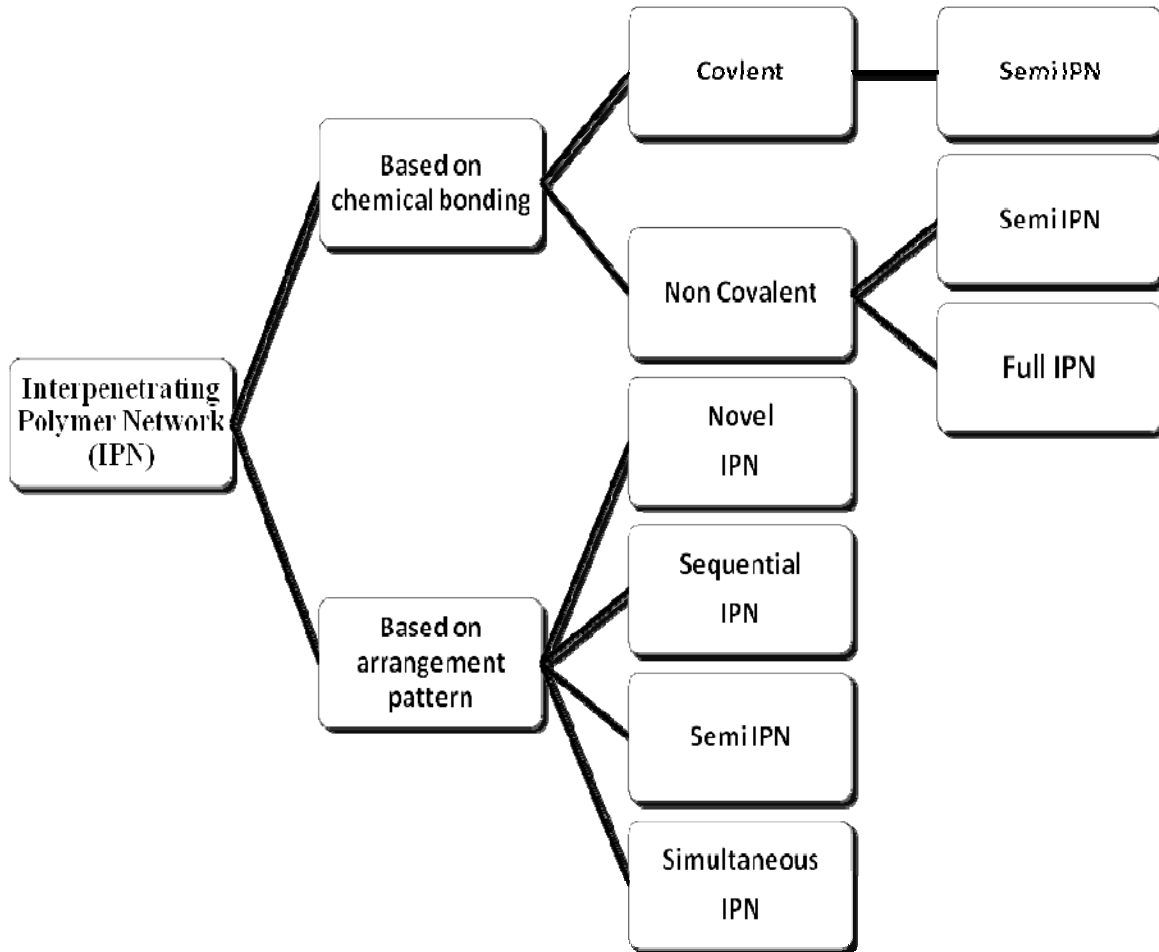 Interpenetrating
Polymer Network
(IPN)
Based on
chemical bonding
Covlent
Semi IPN
Non Covalent
Semi IPN
Full IPN
Based on
arrangement
pattern
Novel
IPN
Sequential
IPN
Semi IPN
Simultaneous
IPN